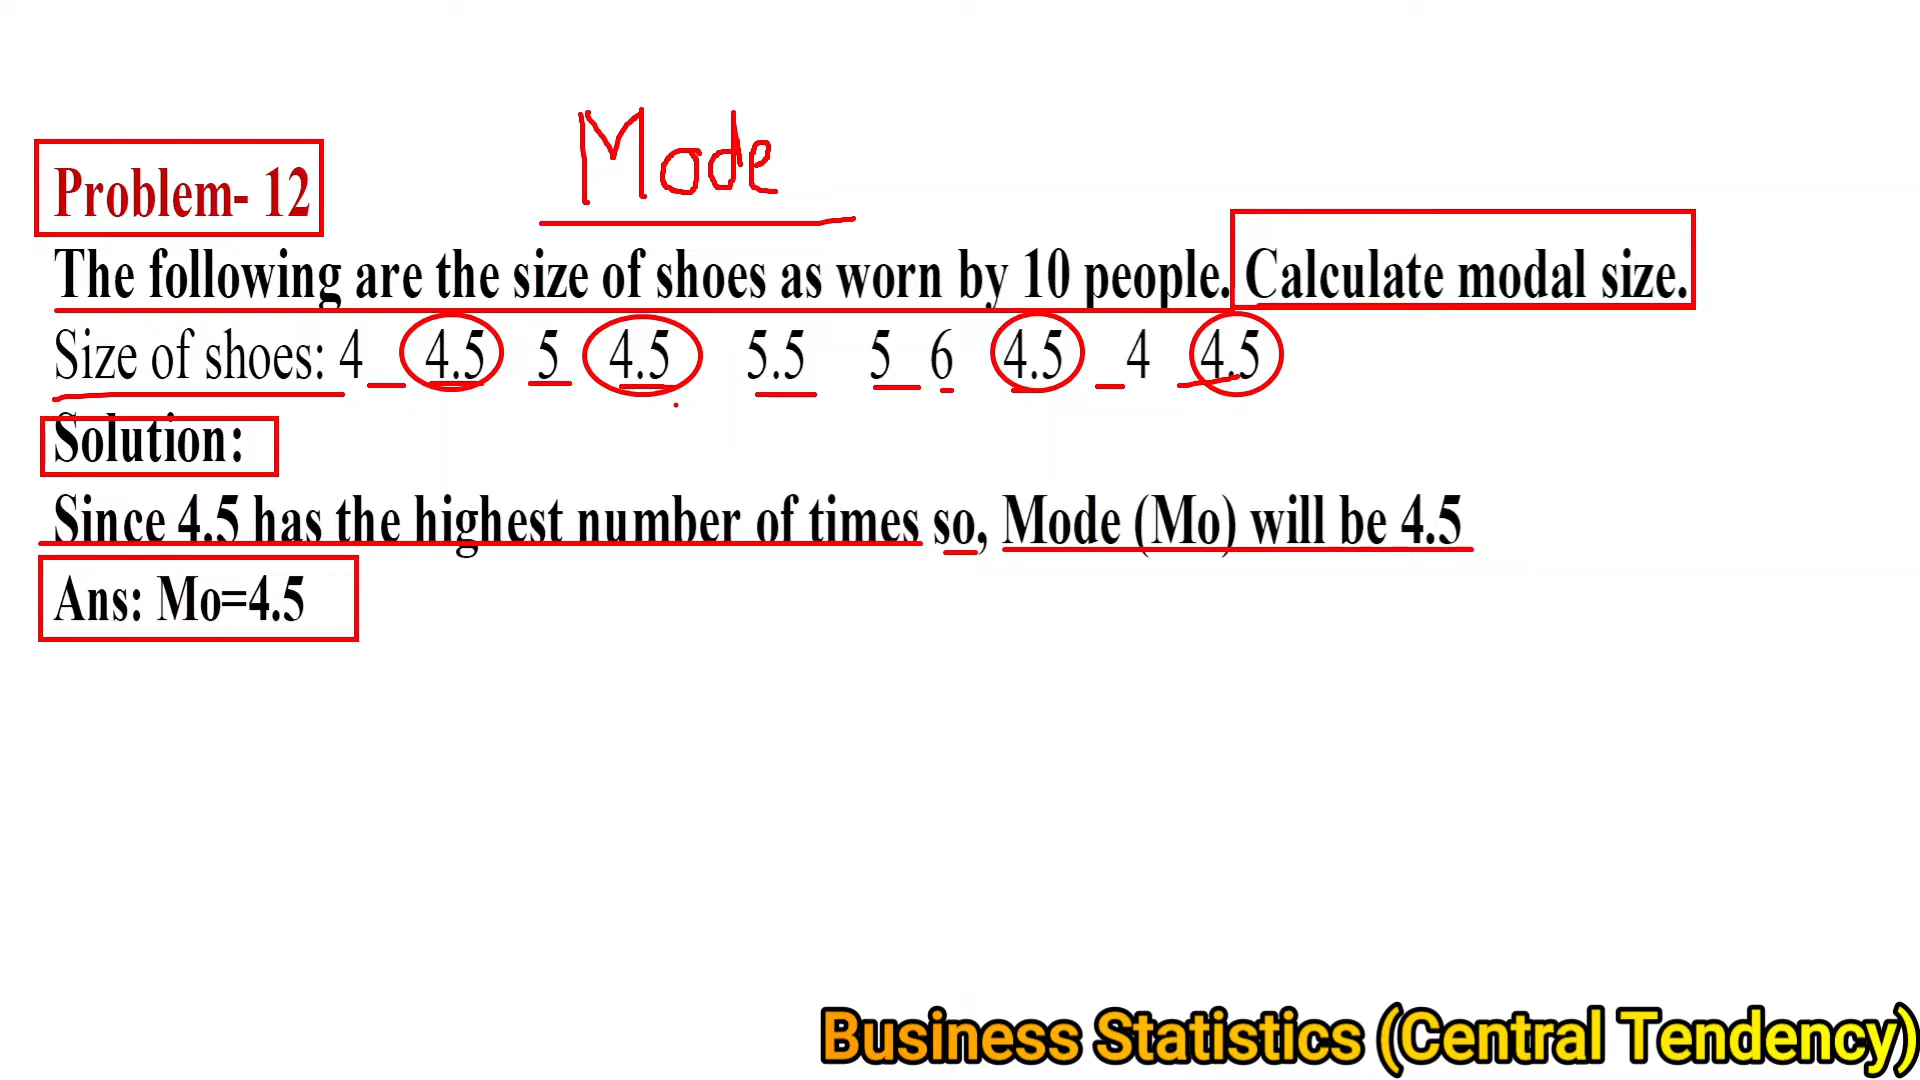 Mode
Problem- 12
The following are the size of shoes as worn by 10 people. Calculate modal size.
Size of shoes: 4 4.5 5 4.5 5.5 5 6 4.5 4 4.5
Solution:
Since 4.5 has the highest number of times so, Mode (Mo) will be 4.5
Ans: Mo=4.5
Business Statistics (Central Tendency)